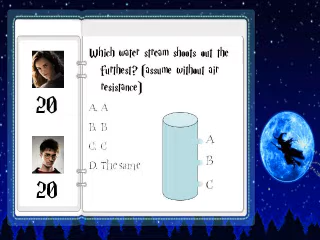 Which water stream shoots out the
furthest? (assume without air
resistance)
A. A
B. B
C. C
D. The same
A
B
C
20
20